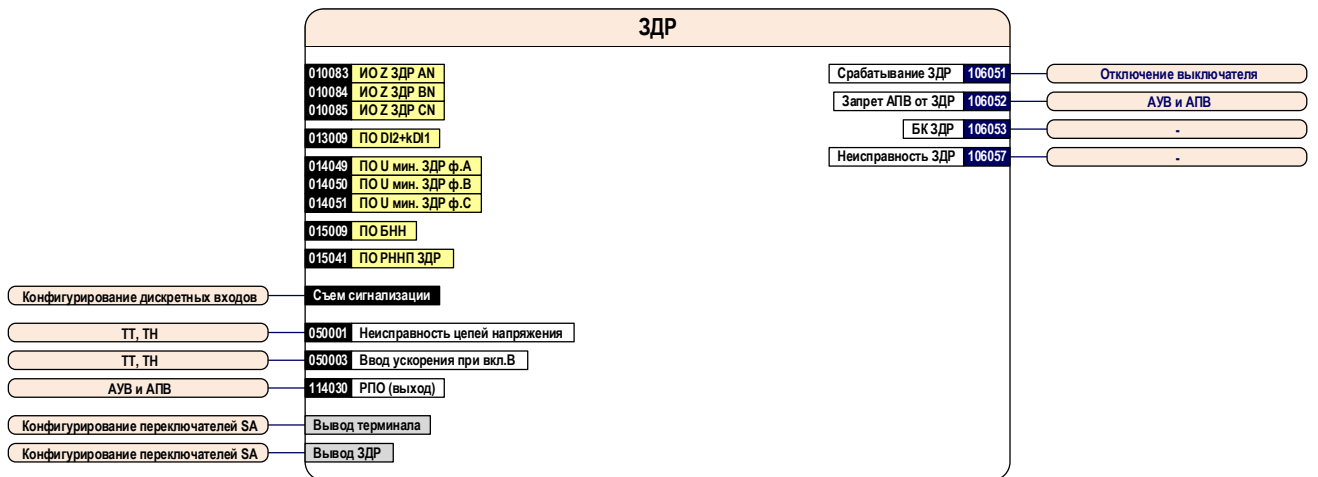 ЗДР
010083 ИО Z ЗДР AN
010084 ИО Z ЗДР BN
010085 ИО Z ЗДР CN
013009 ПО DI2+kDI1
014049 ПО U мин. ЗДР ф.А
014050 ПО U мин. ЗДР ф.В
014051 ПО U мин. ЗДР ф.С
015009 ПО БНН
015041 ПО РННП ЗДР
Конфигурирование дискретных входов Съем сигнализации
ТТ, ТН 050001 Неисправность цепей напряжения
ТТ, ТН 050003 Ввод ускорения при вкл.В
АУВ и АПВ 114030 РПО (выход)
Конфигурирование переключателей SA Вывод терминала
Конфигурирование переключателей SA Вывод ЗДР
Срабатывание ЗДР 106051 Отключение выключателя
Запрет АПВ от ЗДР 106052 АУВ и АПВ
БК ЗДР 106053 -
Неисправность ЗДР 106057 -